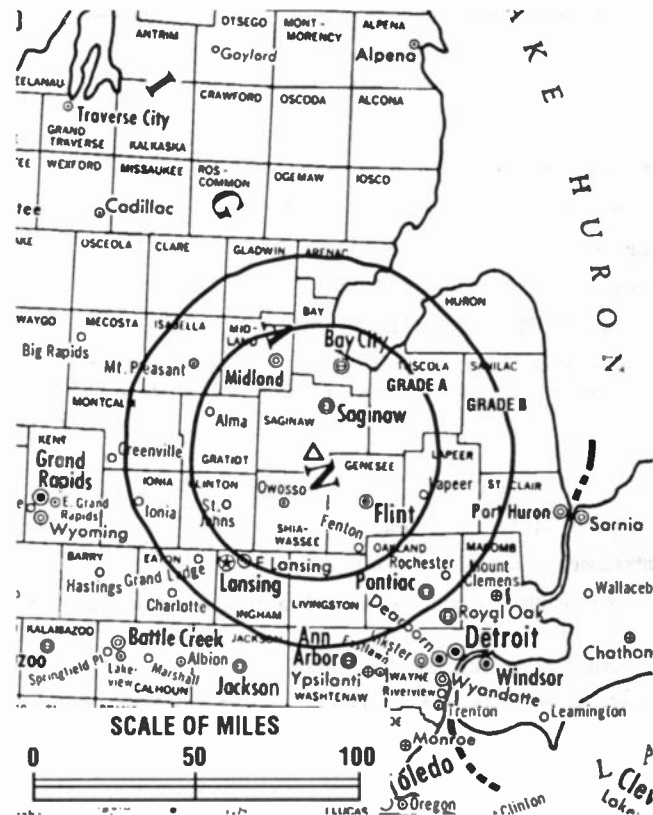 LAKE HURON
OTSEGO
MONT-
MORENCY
ALPENA
ANTRIM
Gaylord
Alpena
CRAWFORD
OSCODA
ALCONA
Traverse City
GRAND
TRAVERSE
KALKASKA
WEXFORD
MISSAUKEE
ROS-
COMMON
OGEMAW
IOSCO
tee
Cadillac
I
G
OSCEOLA
CLARE
GLADWIN
ARENAC
HURON
WAYGO
MECOSTA
ISABELLA
MID-
LAND
BAY
Big Rapids
Mt. Pleasant
Midland
Bay City
TUSCOLA
SANILAC
GRADE A
GRADE B
MONTCALM
Alma
SAGINAW
Saginaw
KENT
Grand
Rapids
Greenville
GRATIOT
GENESEE
LAPEER
E. Grand
Rapids
Wyoming
IONIA
Ionia
CLINTON
St.
Johns
Owosso
SHIA-
WASSEE
N
Flint
Fenton
Lapeer
ST CLAIR
Port Huron
Sarnia
BARRY
Hastings
EATON
Grand Lodge
Charlotte
Lansing
E. Lansing
INGHAM
LIVINGSTON
OAKLAND
Rochester
Pontiac
MACOMB
Mount
Clemens
Royal Oak
Wallaceb
KALAMAZOO
ZOO
Springfield Pl
Battle Creek
Lake-
view
Marshall
Albion
CALHOUN
JACKSON
Jackson
Ann
Arbor
Ypsilanti
WASHTENAW
Dearborn
Detroit
Windsor
Chatham
WAYNE
Wyandotte
Riverview
Trenton
Leamington
Monroe
Toledo
Oregon
Clinton
L
A
Clev
Lake
LUCAS
SCALE OF MILES
0
50
100